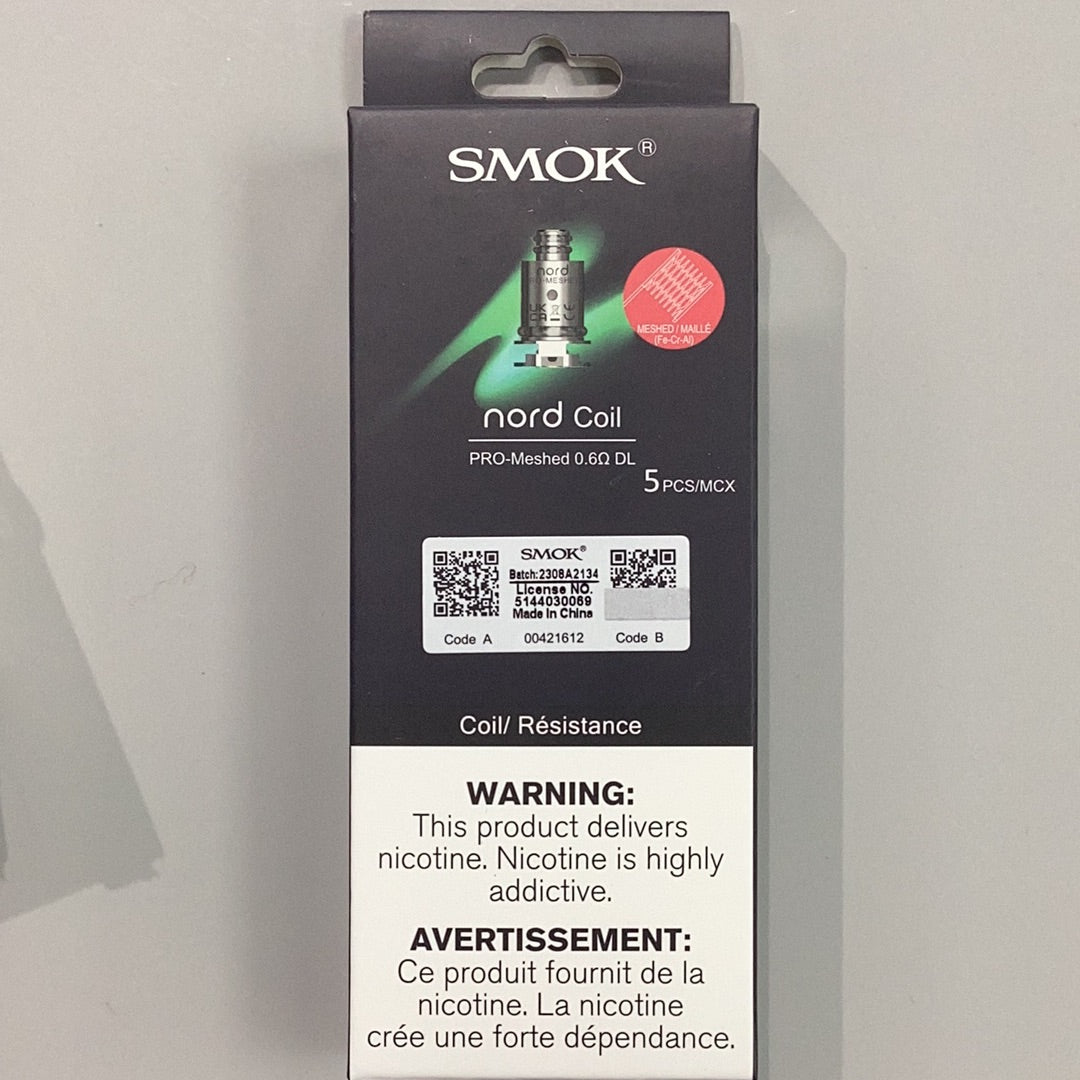 SMOK®
nord
PRO-MESHED
UK
CA
MESHED / MAILLÉ
(Fe-Cr-Al)
nord Coil
PRO-Meshed 0.6Ω DL
5 PCS/MCX
SMOK®
Batch:2308A2134
License NO.
5144030069
Made in China
Code A
00421612
Code B
Coil/ Résistance
WARNING:
This product delivers
nicotine. Nicotine is highly
addictive.
AVERTISSEMENT:
Ce produit fournit de la
nicotine. La nicotine
crée une forte dépendance.